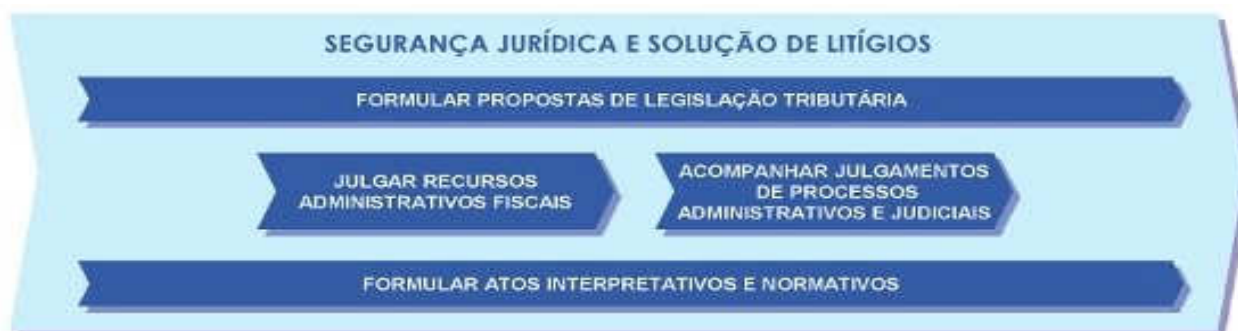 SEGURANÇA JURÍDICA E SOLUÇÃO DE LITÍGIOS
FORMULAR PROPOSTAS DE LEGISLAÇÃO TRIBUTÁRIA
JULGAR RECURSOS
ADMINISTRATIVOS FISCAIS
ACOMPANHAR JULGAMENTOS
DE PROCESSOS
ADMINISTRATIVOS E JUDICIAIS
FORMULAR ATOS INTERPRETATIVOS E NORMATIVOS